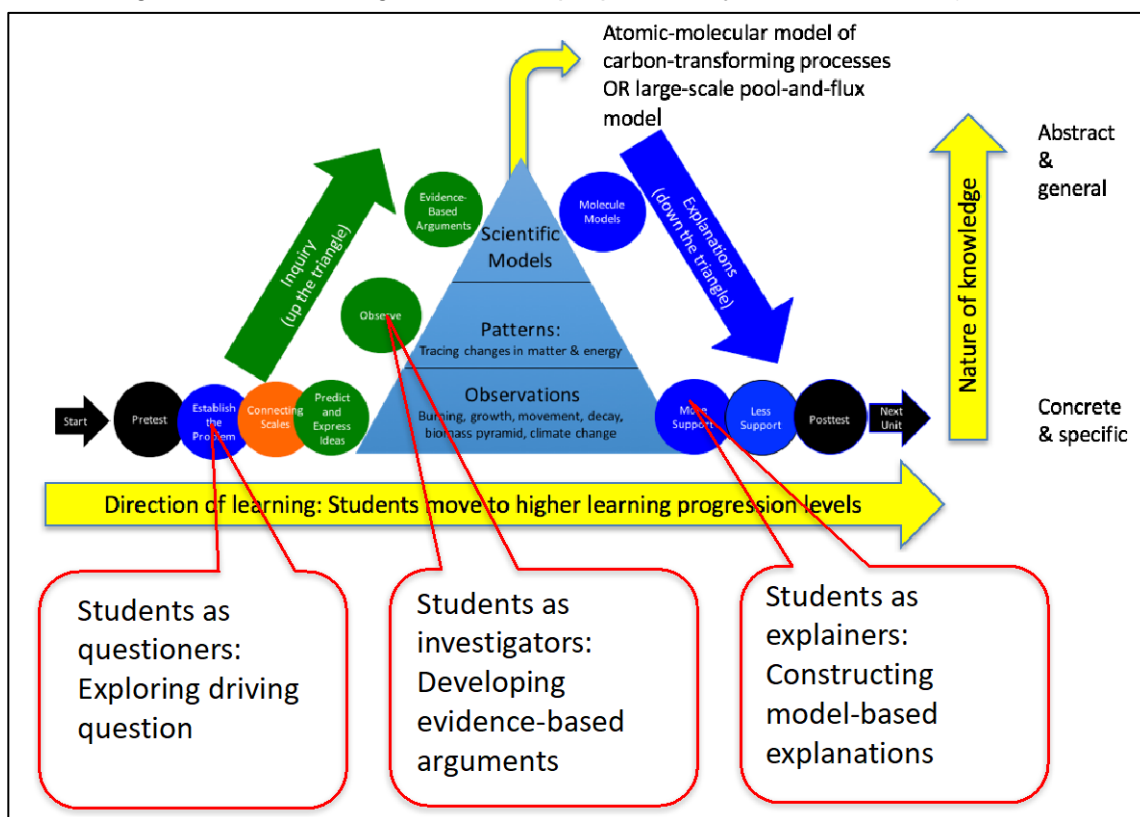 Atomic-molecular model of
carbon-transforming processes
OR large-scale pool-and-flux
model
Abstract
&
general
Nature of knowledge
Concrete
& specific
Inquiry
(up the triangle)
Evidence-
Based
Arguments
Molecule
Models
Explanations
(down the triangle)
Scientific
Models
Observe
Patterns:
Tracing changes in matter & energy
Observations
Burning, growth, movement, decay,
biomass pyramid, climate change
Start
Pretest
Establish
the
Problem
Connecting
Scales
Predict
and
Express
Ideas
More
Support
Less
Support
Posttest
Next
Unit
Direction of learning: Students move to higher learning progression levels
Students as
questioners:
Exploring driving
question
Students as
investigators:
Developing
evidence-based
arguments
Students as
explainers:
Constructing
model-based
explanations